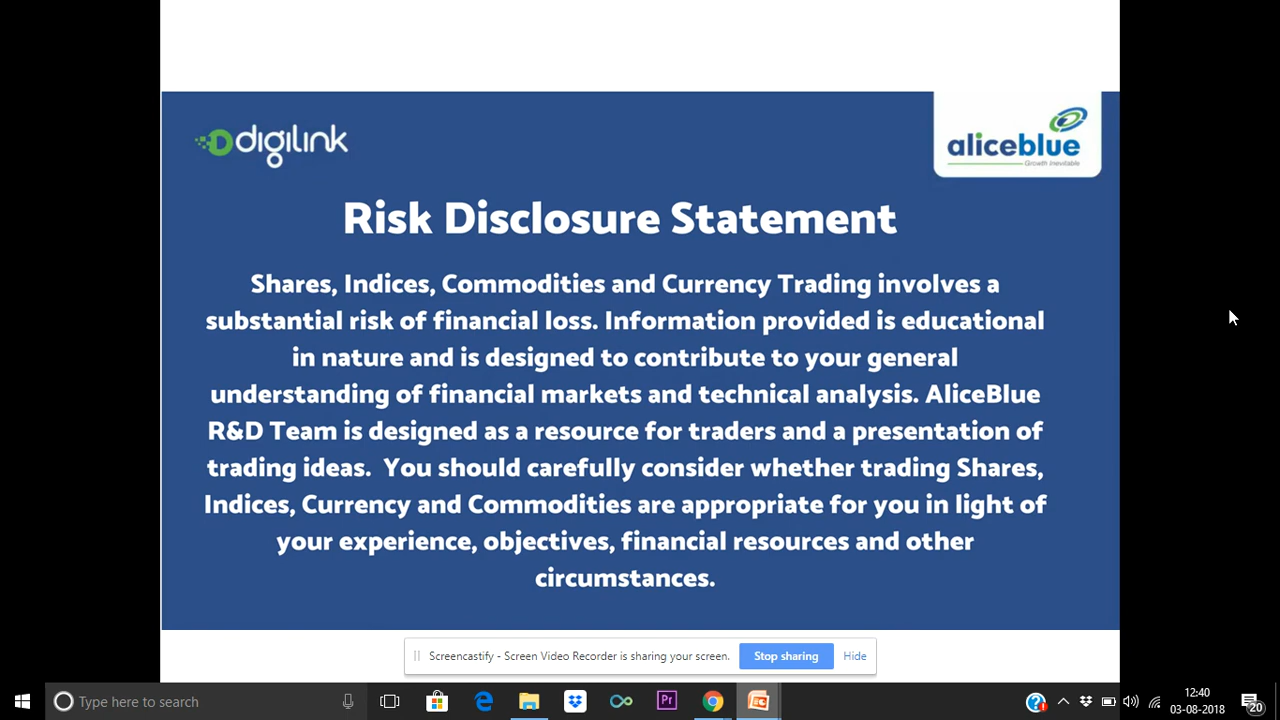 digilink
aliceblue
Growth Inevitable
Risk Disclosure Statement
Shares, Indices, Commodities and Currency Trading involves a
substantial risk of financial loss. Information provided is educational
in nature and is designed to contribute to your general
understanding of financial markets and technical analysis. AliceBlue
R&D Team is designed as a resource for traders and a presentation of
trading ideas. You should carefully consider whether trading Shares,
Indices, Currency and Commodities are appropriate for you in light of
your experience, objectives, financial resources and other
circumstances.
Screencastify - Screen Video Recorder is sharing your screen. Stop sharing Hide
Type here to search
Pr
12:40
03-08-2018
20